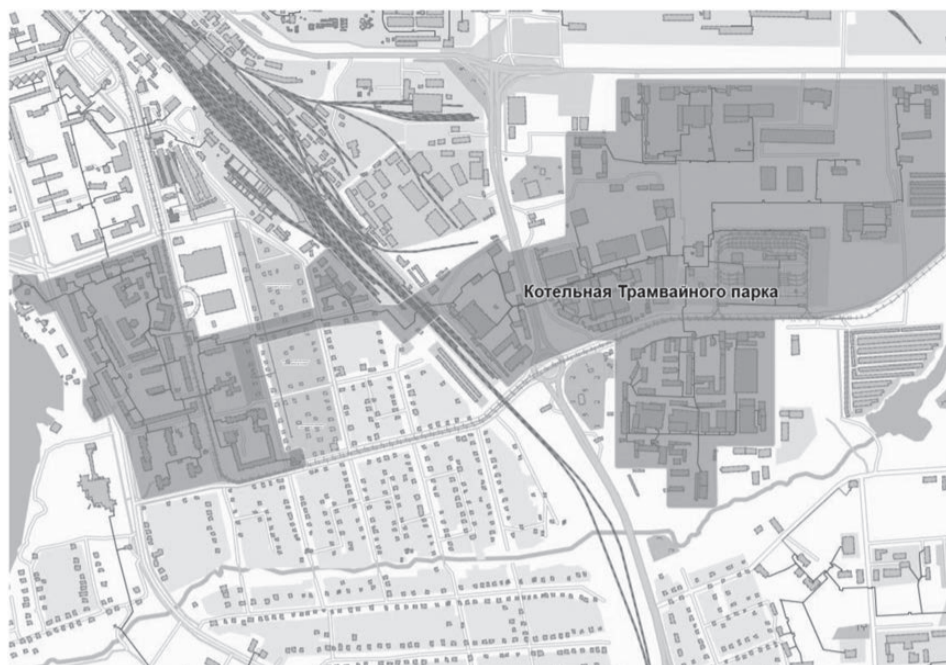 Котельная Трамвайного парка